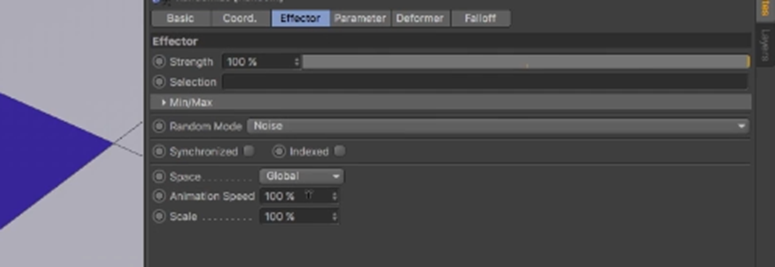 Basic Coord. Effector Parameter Deformer Falloff
Effector
Strength 100 %
Selection
Min/Max
Random Mode Noise
Synchronized Indexed
Space......... Global
Animation Speed 100 %
Scale ......... 100 %
Layers